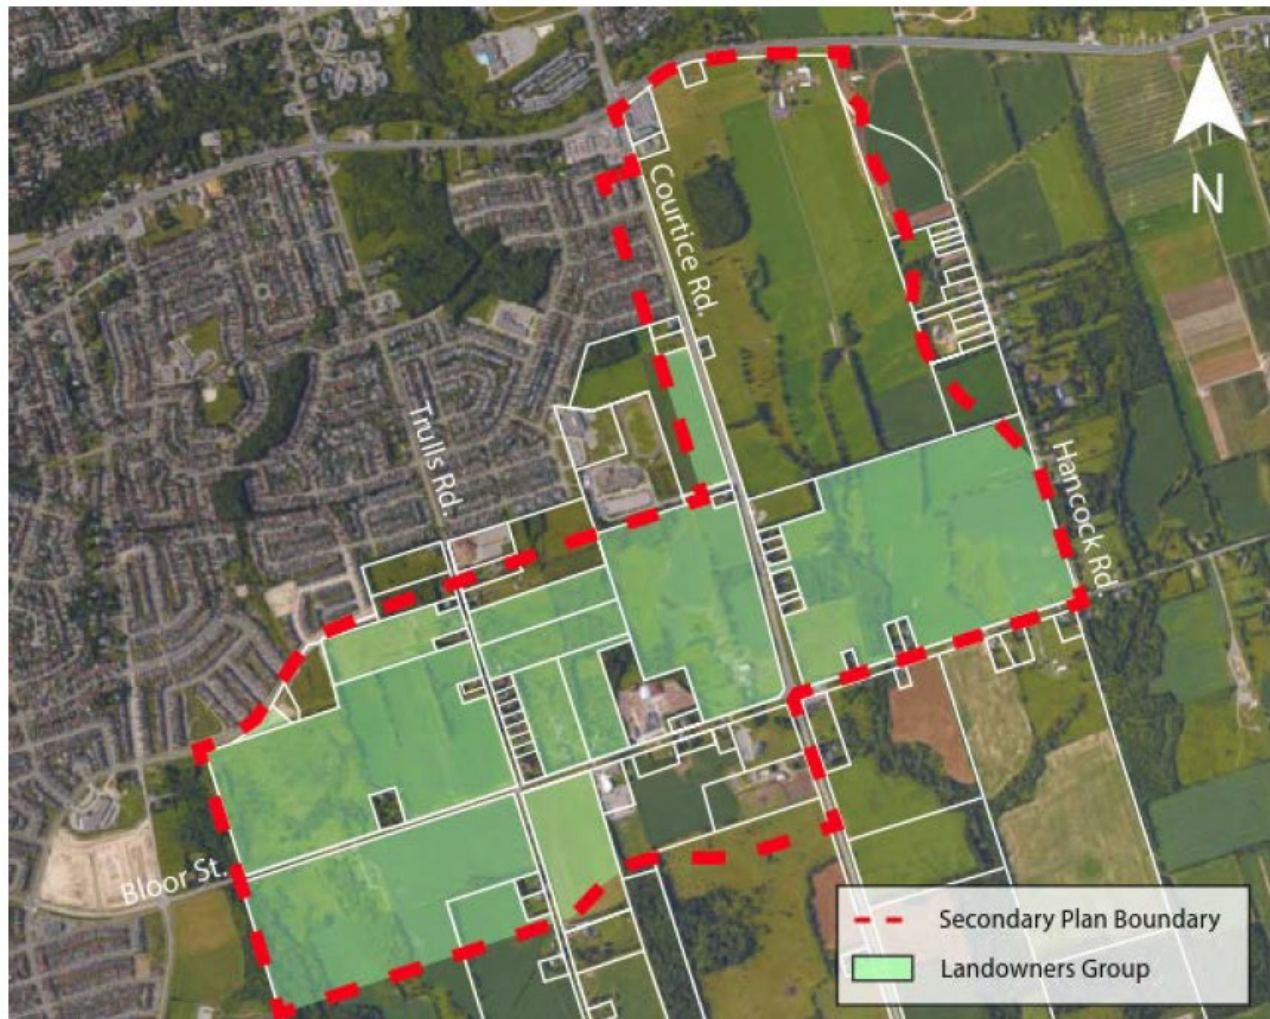 N
Courtice Rd.
Trulls Rd.
Hancock Rd
Bloor St.
Secondary Plan Boundary
Landowners Group